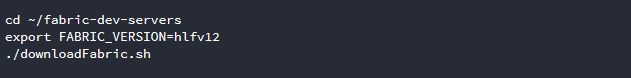 cd ~/fabric-dev-servers
export FABRIC_VERSION=hlfv12
./downloadFabric.sh